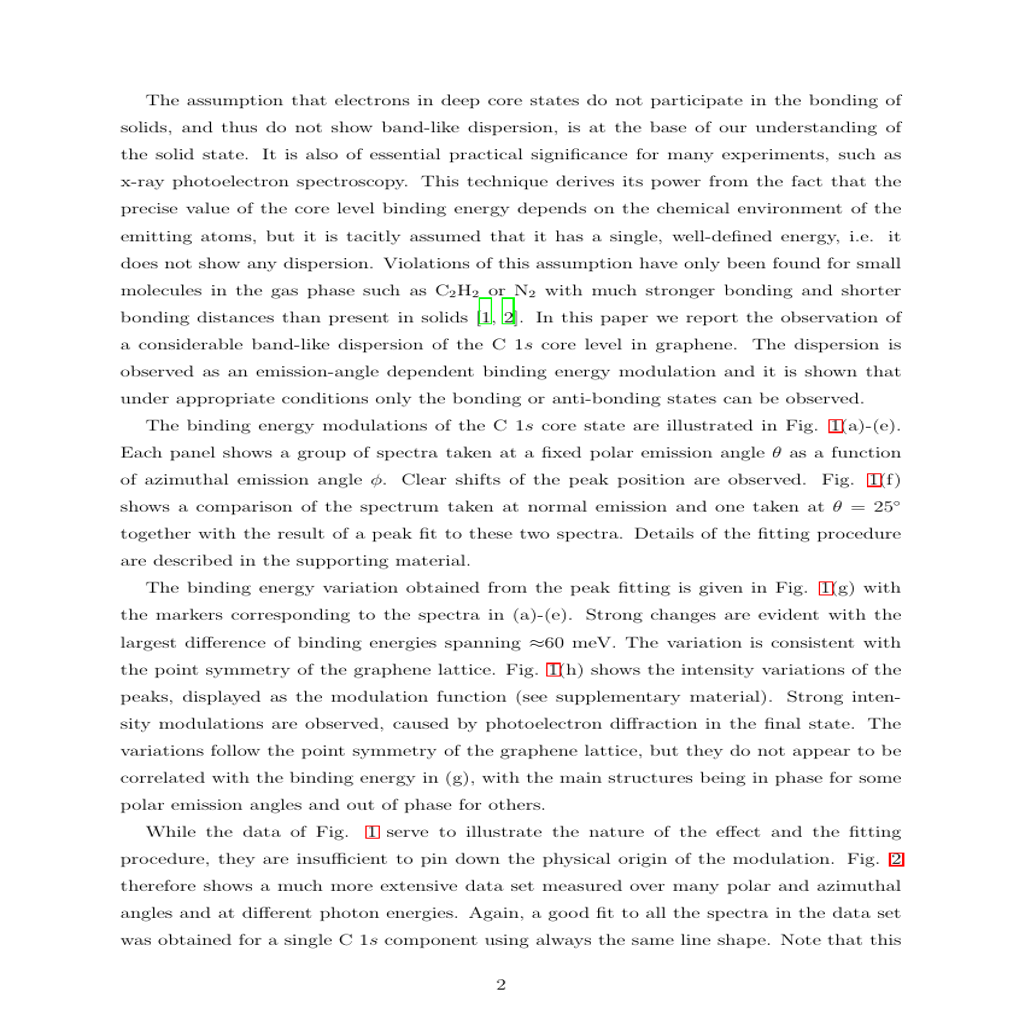 The assumption that electrons in deep core states do not participate in the bonding of
solids, and thus do not show band-like dispersion, is at the base of our understanding of
the solid state. It is also of essential practical significance for many experiments, such as
x-ray photoelectron spectroscopy. This technique derives its power from the fact that the
precise value of the core level binding energy depends on the chemical environment of the
emitting atoms, but it is tacitly assumed that it has a single, well-defined energy, i.e. it
does not show any dispersion. Violations of this assumption have only been found for small
molecules in the gas phase such as C₂H₂ or N₂ with much stronger bonding and shorter
bonding distances than present in solids [1, 2]. In this paper we report the observation of
a considerable band-like dispersion of the C 1s core level in graphene. The dispersion is
observed as an emission-angle dependent binding energy modulation and it is shown that
under appropriate conditions only the bonding or anti-bonding states can be observed.
The binding energy modulations of the C 1s core state are illustrated in Fig. 1(a)-(e).
Each panel shows a group of spectra taken at a fixed polar emission angle θ as a function
of azimuthal emission angle ϕ. Clear shifts of the peak position are observed. Fig. 1(f)
shows a comparison of the spectrum taken at normal emission and one taken at θ = 25°
together with the result of a peak fit to these two spectra. Details of the fitting procedure
are described in the supporting material.
The binding energy variation obtained from the peak fitting is given in Fig. 1(g) with
the markers corresponding to the spectra in (a)-(e). Strong changes are evident with the
largest difference of binding energies spanning ≈60 meV. The variation is consistent with
the point symmetry of the graphene lattice. Fig. 1(h) shows the intensity variations of the
peaks, displayed as the modulation function (see supplementary material). Strong inten-
sity modulations are observed, caused by photoelectron diffraction in the final state. The
variations follow the point symmetry of the graphene lattice, but they do not appear to be
correlated with the binding energy in (g), with the main structures being in phase for some
polar emission angles and out of phase for others.
While the data of Fig. 1 serve to illustrate the nature of the effect and the fitting
procedure, they are insufficient to pin down the physical origin of the modulation. Fig. 2
therefore shows a much more extensive data set measured over many polar and azimuthal
angles and at different photon energies. Again, a good fit to all the spectra in the data set
was obtained for a single C 1s component using always the same line shape. Note that this
2